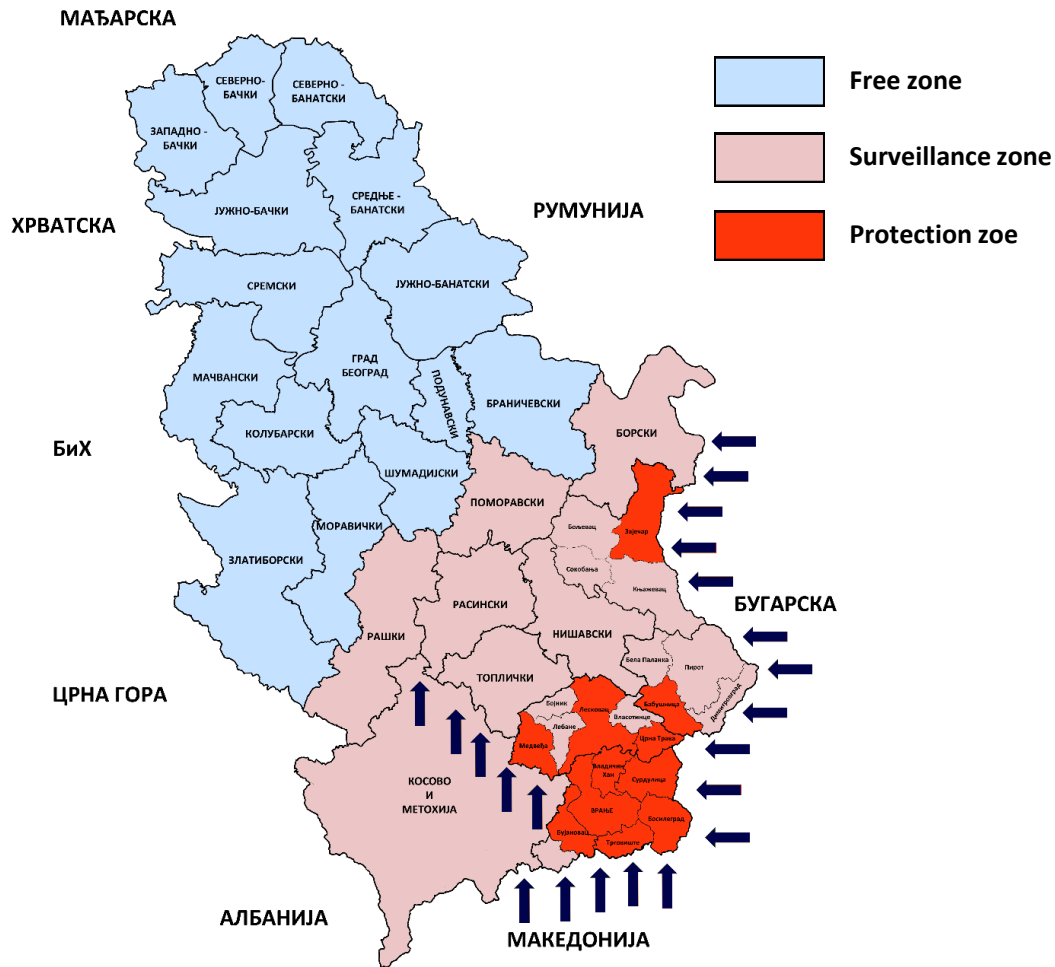 МАЂАРСКА
СЕВЕРНО-
БАЧКИ
СЕВЕРНО -
БАНАТСКИ
ЗАПАДНО -
БАЧКИ
Free zone
Surveillance zone
Protection zoe
ЈУЖНО-БАЧКИ
СРЕДЊЕ -
БАНАТСКИ
РУМУНИЈА
ХРВАТСКА
СРЕМСКИ
ЈУЖНО-БАНАТСКИ
МАЧВАНСКИ
ГРАД
БЕОГРАД
ПОДУНАВСКИ
БРАНИЧЕВСКИ
КОЛУБАРСКИ
БиХ
БОРСКИ
ШУМАДИЈСКИ
ПОМОРАВСКИ
МОРАВИЧКИ
Бољевац
Зајечар
ЗЛАТИБОРСКИ
Сокобања
Књажевац
РАСИНСКИ
БУГАРСКА
РАШКИ
НИШАВСКИ
Бела Паланка
Пирот
ЦРНА ГОРА
ТОПЛИЧКИ
Димитровград
Бојник
Лесковац
Бабушница
Власотинце
Лебане
Медвеђа
Црна Трава
КОСОВО
И
МЕТОХИЈА
Владичин
Хан
Сурдулица
ВРАЊЕ
Босилеград
Бујановац
Трговиште
АЛБАНИЈА
МАКЕДОНИЈА